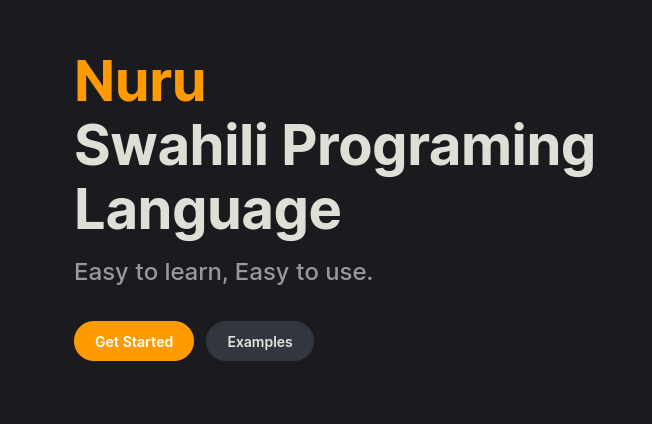 Nuru
Swahili Programing
Language
Easy to learn, Easy to use.
Get Started
Examples